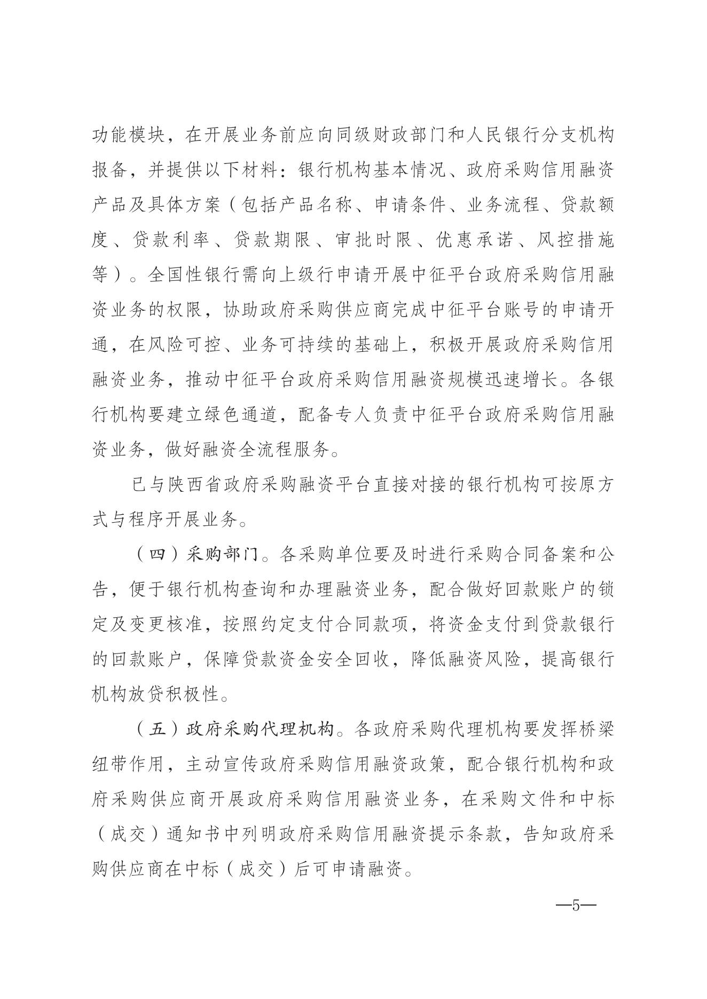 功能模块，在开展业务前应向同级财政部门和人民银行分支机构
报备，并提供以下材料：银行机构基本情况、政府采购信用融资
产品及具体方案（包括产品名称、申请条件、业务流程、贷款额
度、贷款利率、贷款期限、审批时限、优惠承诺、风控措施
等）。全国性银行需向上级行申请开展中征平台政府采购信用融
资业务的权限，协助政府采购供应商完成中征平台账号的申请开
通，在风险可控、业务可持续的基础上，积极开展政府采购信用
融资业务，推动中征平台政府采购信用融资规模迅速增长。各银
行机构要建立绿色通道，配备专人负责中征平台政府采购信用融
资业务，做好融资全流程服务。
已与陕西省政府采购融资平台直接对接的银行机构可按原方
式与程序开展业务。
（四）采购部门。各采购单位要及时进行采购合同备案和公
告，便于银行机构查询和办理融资业务，配合做好回款账户的锁
定及变更核准，按照约定支付合同款项，将资金支付到贷款银行
的回款账户，保障贷款资金安全回收，降低融资风险，提高银行
机构放贷积极性。
（五）政府采购代理机构。各政府采购代理机构要发挥桥梁
纽带作用，主动宣传政府采购信用融资政策，配合银行机构和政
府采购供应商开展政府采购信用融资业务，在采购文件和中标
（成交）通知书中列明政府采购信用融资提示条款，告知政府采
购供应商在中标（成交）后可申请融资。
—5—